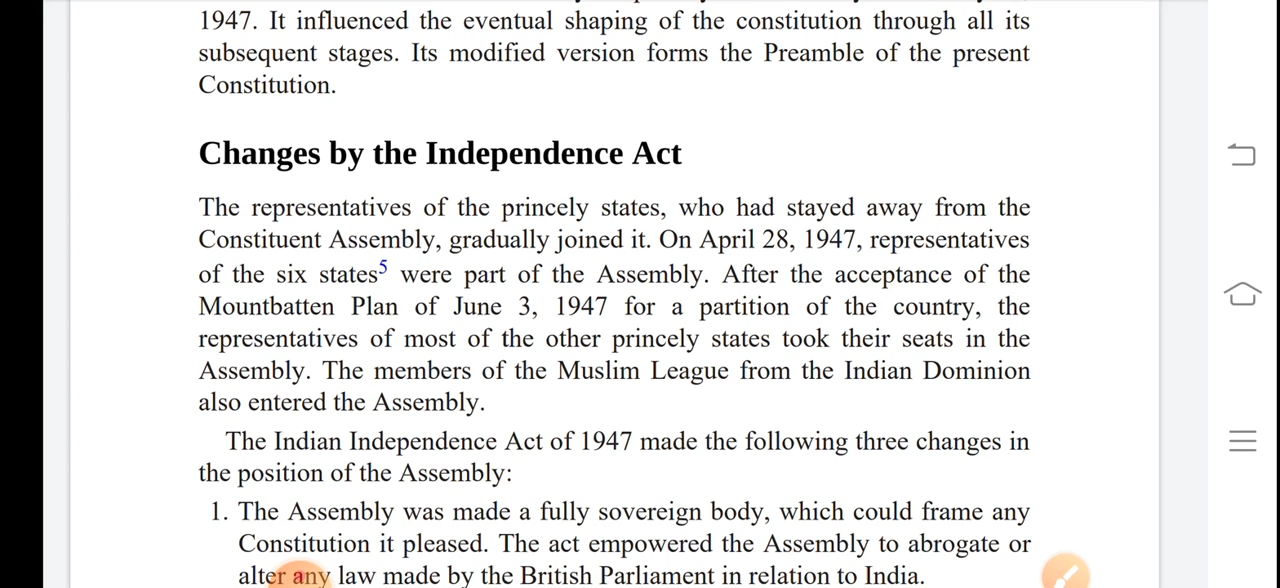 1947. It influenced the eventual shaping of the constitution through all its
subsequent stages. Its modified version forms the Preamble of the present
Constitution.
Changes by the Independence Act
The representatives of the princely states, who had stayed away from the
Constituent Assembly, gradually joined it. On April 28, 1947, representatives
of the six states5 were part of the Assembly. After the acceptance of the
Mountbatten Plan of June 3, 1947 for a partition of the country, the
representatives of most of the other princely states took their seats in the
Assembly. The members of the Muslim League from the Indian Dominion
also entered the Assembly.
The Indian Independence Act of 1947 made the following three changes in
the position of the Assembly:
1. The Assembly was made a fully sovereign body, which could frame any
Constitution it pleased. The act empowered the Assembly to abrogate or
alter any law made by the British Parliament in relation to India.